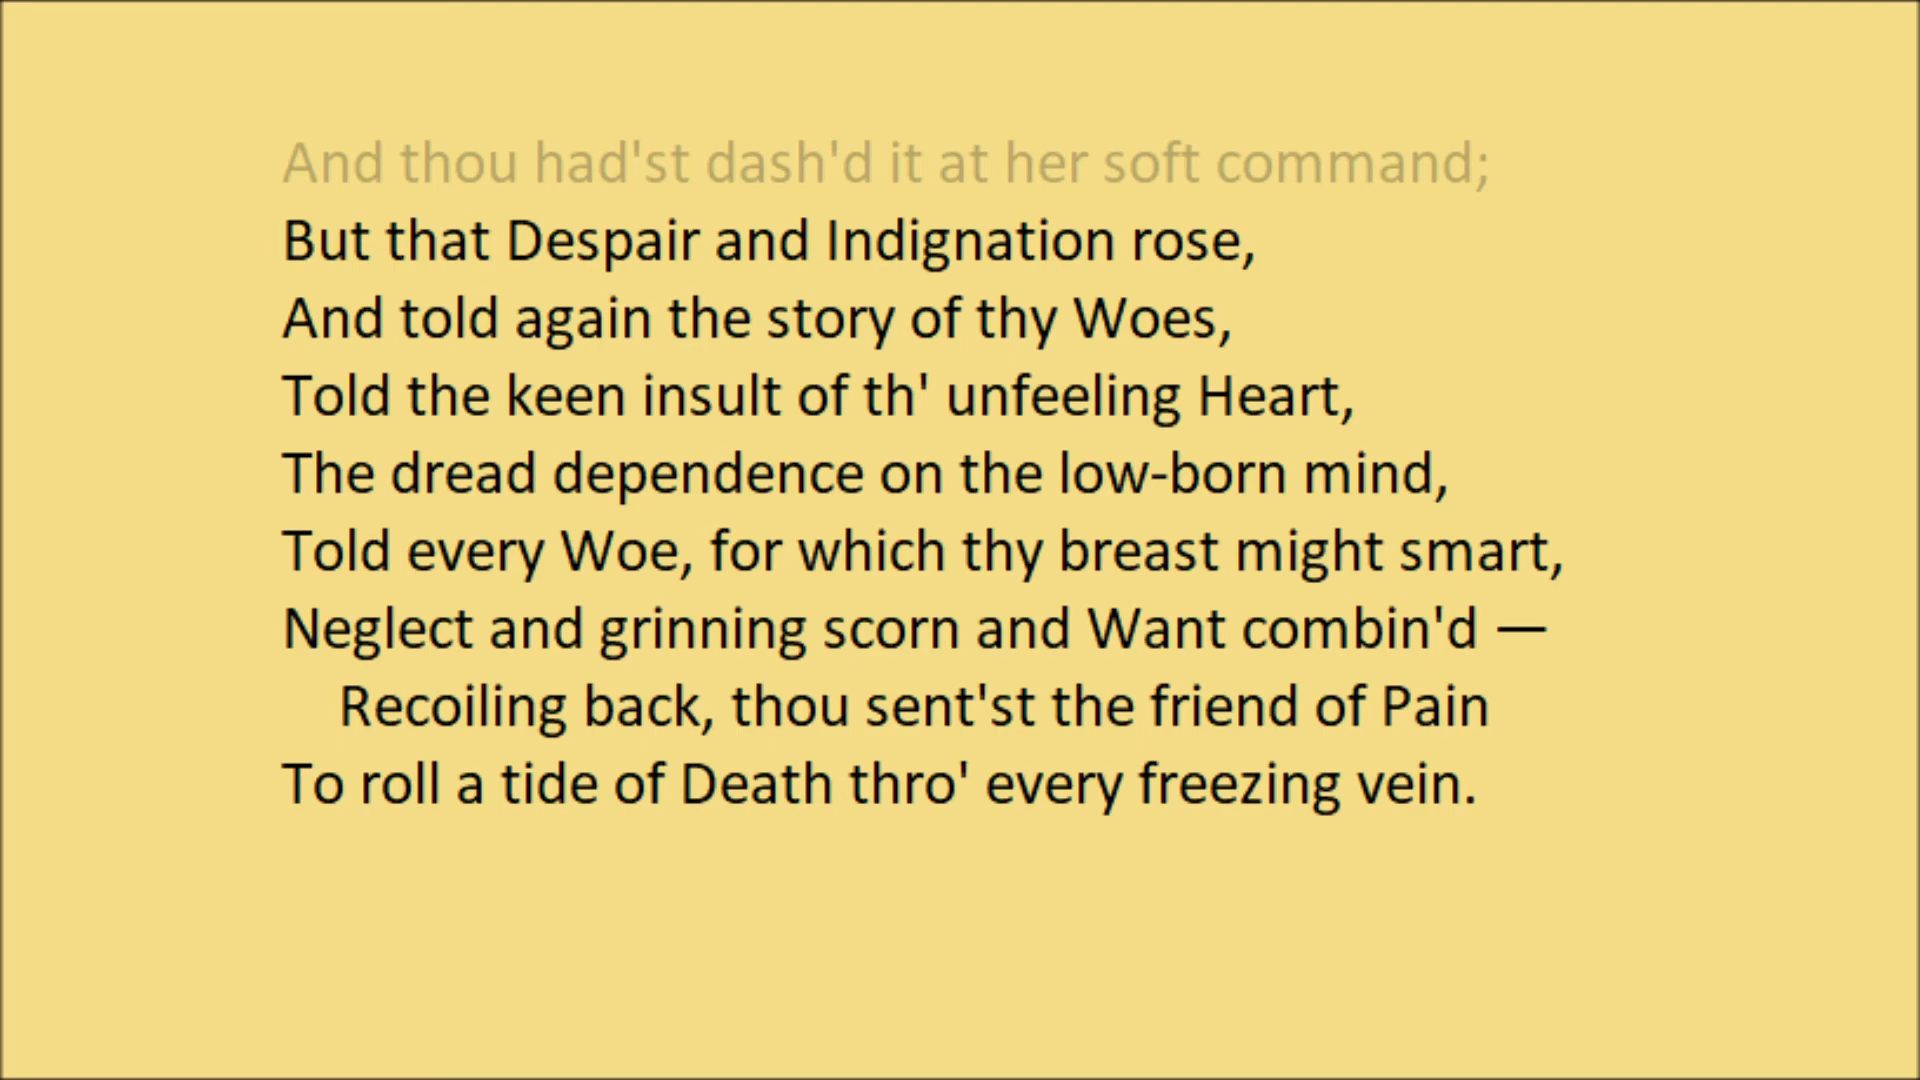 And thou had'st dash'd it at her soft command;
But that Despair and Indignation rose,
And told again the story of thy Woes,
Told the keen insult of th' unfeeling Heart,
The dread dependence on the low-born mind,
Told every Woe, for which thy breast might smart,
Neglect and grinning scorn and Want combin'd —
Recoiling back, thou sent'st the friend of Pain
To roll a tide of Death thro' every freezing vein.